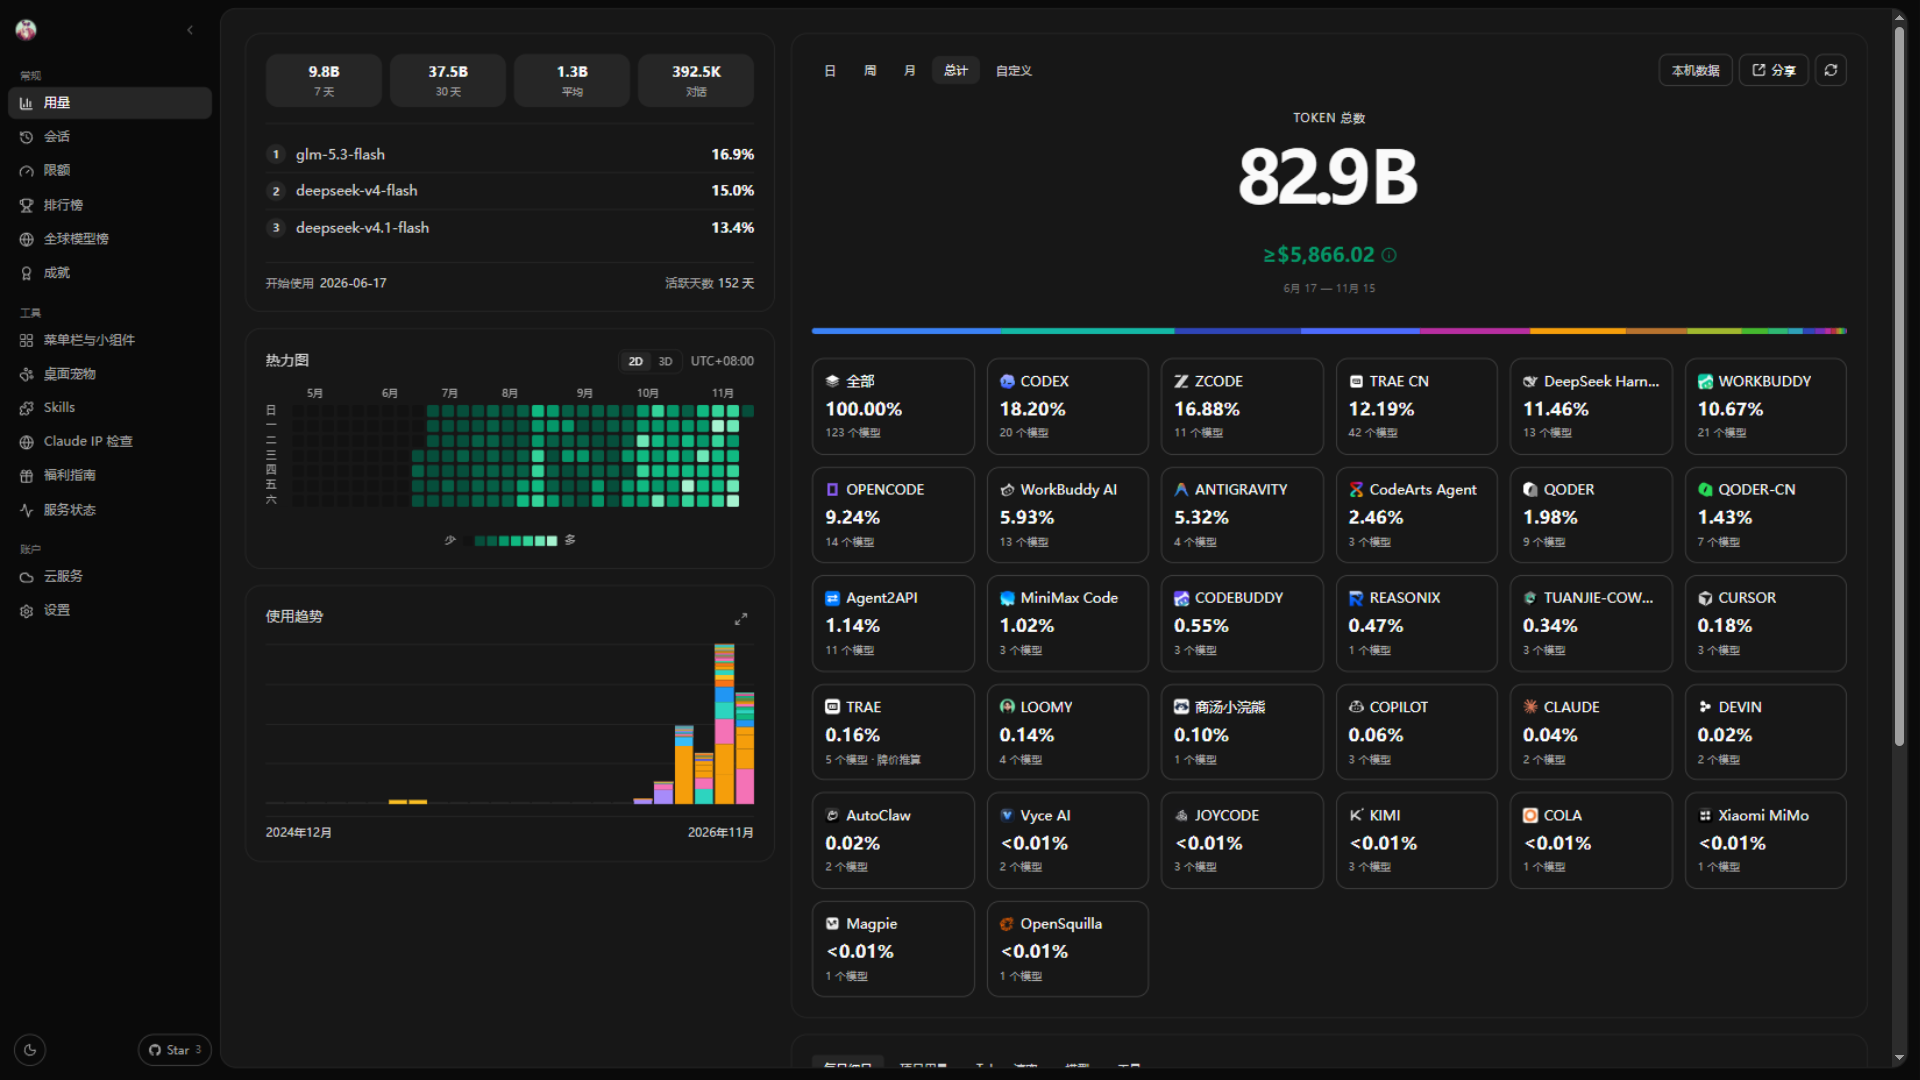 常规
用量
会话
限额
排行榜
全球模型榜
成就
工具
菜单栏与小组件
桌面宠物
Skills
Claude IP 检查
福利指南
服务状态
账户
云服务
设置
Star 3
9.8B
7 天
37.5B
30 天
1.3B
平均
392.5K
对话
1 glm-5.3-flash 16.9%
2 deepseek-v4-flash 15.0%
3 deepseek-v4.1-flash 13.4%
开始使用 2026-06-17 活跃天数 152 天
热力图 2D 3D UTC+08:00
5月 6月 7月 8月 9月 10月 11月
日
一
二
三
四
五
六
少 多
使用趋势
2024年12月 2026年11月
日 周 月 总计 自定义 本机数据 分享
TOKEN 总数
82.9B
≥$5,866.02
6月 17 — 11月 15
全部
100.00%
123 个模型
CODEX
18.20%
20 个模型
ZCODE
16.88%
11 个模型
TRAE CN
12.19%
42 个模型
DeepSeek Harn...
11.46%
13 个模型
WORKBUDDY
10.67%
21 个模型
OPENCODE
9.24%
14 个模型
WorkBuddy AI
5.93%
13 个模型
ANTIGRAVITY
5.32%
4 个模型
CodeArts Agent
2.46%
3 个模型
QODER
1.98%
9 个模型
QODER-CN
1.43%
7 个模型
Agent2API
1.14%
11 个模型
MiniMax Code
1.02%
3 个模型
CODEBUDDY
0.55%
3 个模型
REASONIX
0.47%
1 个模型
TUANJIE-COW...
0.34%
3 个模型
CURSOR
0.18%
3 个模型
TRAE
0.16%
5 个模型 · 牌价推算
LOOMY
0.14%
4 个模型
商汤小浣熊
0.10%
1 个模型
COPILOT
0.06%
3 个模型
CLAUDE
0.04%
2 个模型
DEVIN
0.02%
2 个模型
AutoClaw
0.02%
2 个模型
Vyce AI
<0.01%
2 个模型
JOYCODE
<0.01%
3 个模型
KIMI
<0.01%
3 个模型
COLA
<0.01%
1 个模型
Xiaomi MiMo
<0.01%
1 个模型
Magpie
<0.01%
1 个模型
OpenSquilla
<0.01%
1 个模型